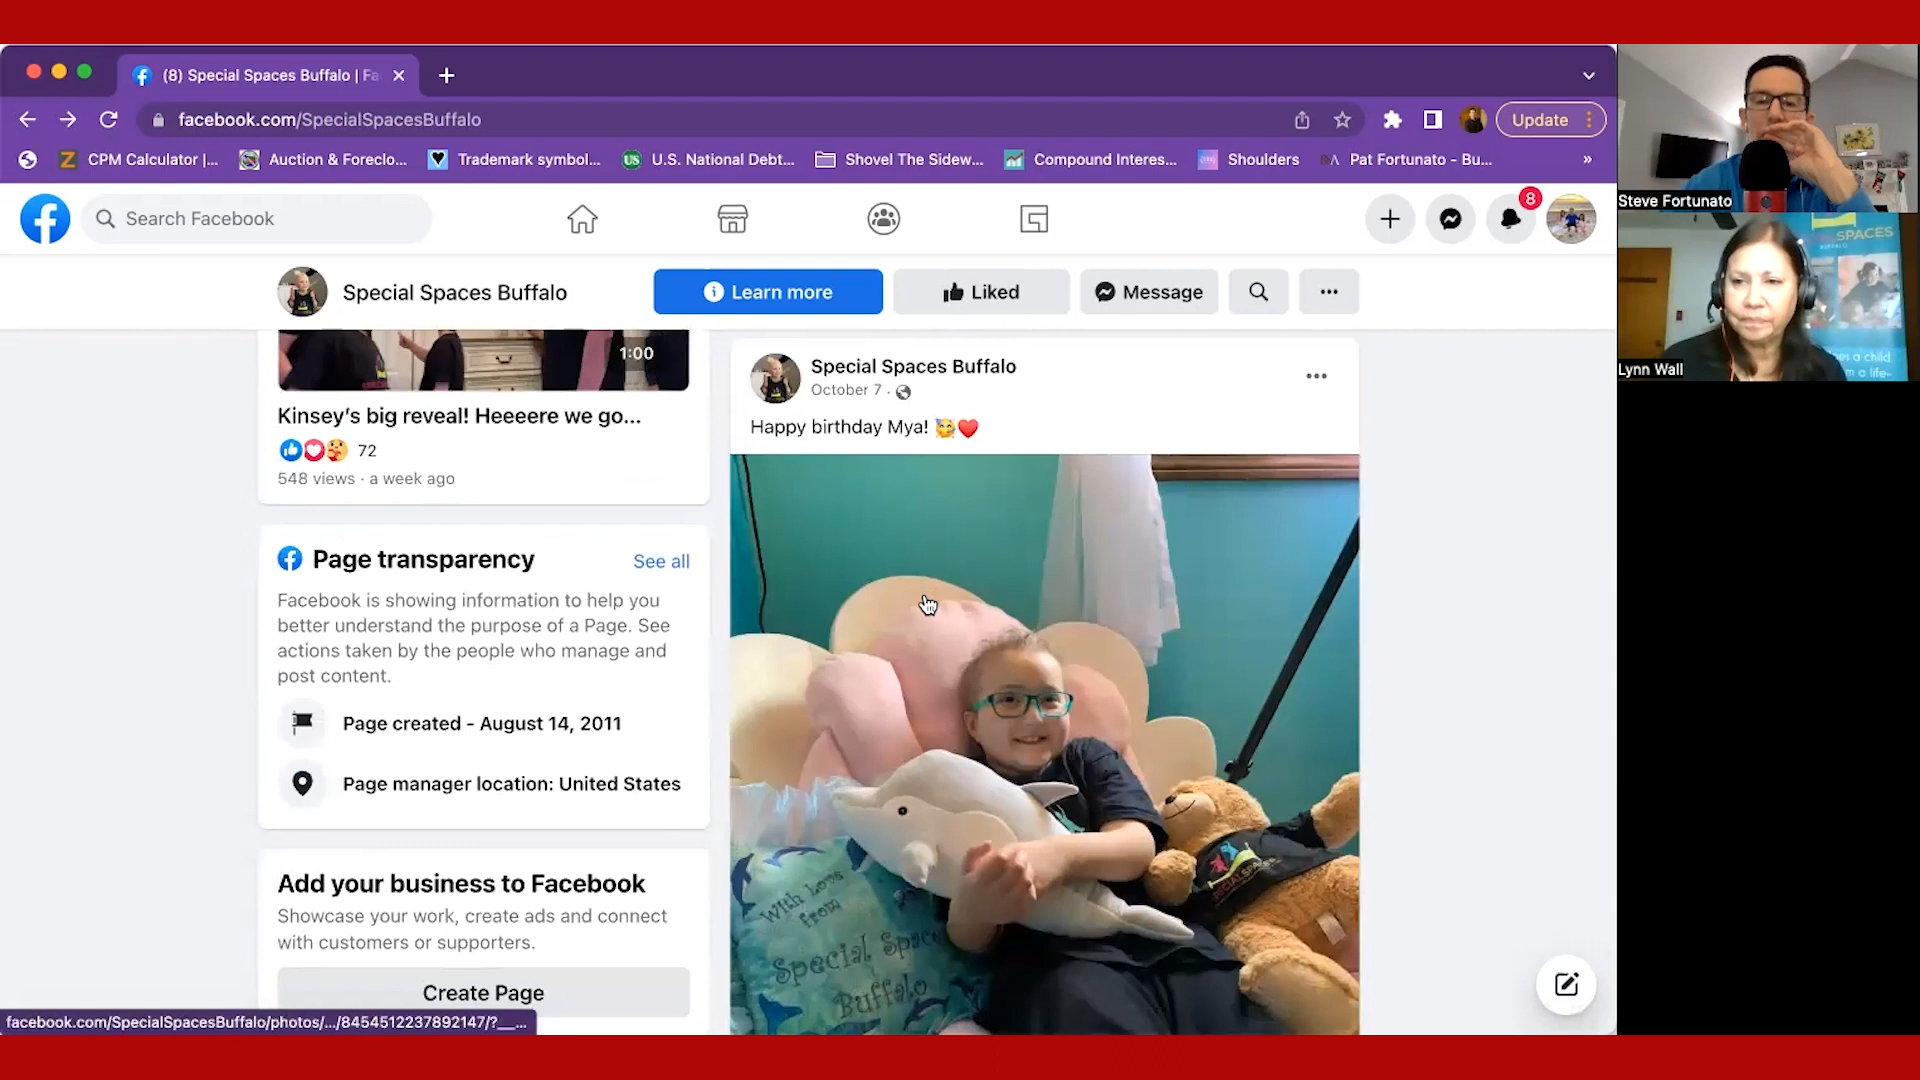 (8) Special Spaces Buffalo | Fa
facebook.com/SpecialSpacesBuffalo
Update
CPM Calculator |...
Auction & Foreclo...
Trademark symbol...
US
U.S. National Debt...
Shovel The Sidew...
Compound Interes...
Shoulders
Pat Fortunato - Bu...
»
Search Facebook
8
Special Spaces Buffalo
Learn more
Liked
Message
1:00
Kinsey's big reveal! Heeeere we go...
72
548 views · a week ago
Page transparency
See all
Facebook is showing information to help you
better understand the purpose of a Page. See
actions taken by the people who manage and
post content.
Page created - August 14, 2011
Page manager location: United States
Add your business to Facebook
Showcase your work, create ads and connect
with customers or supporters.
Create Page
facebook.com/SpecialSpacesBuffalo/photos/.../8454512237892147/?__...
Special Spaces Buffalo
October 7 ·
Happy birthday Mya! 🥰❤️
With Love
from
Special Space
Buffalo
Steve Fortunato
SPACES
BUFFALO
Lynn Wall